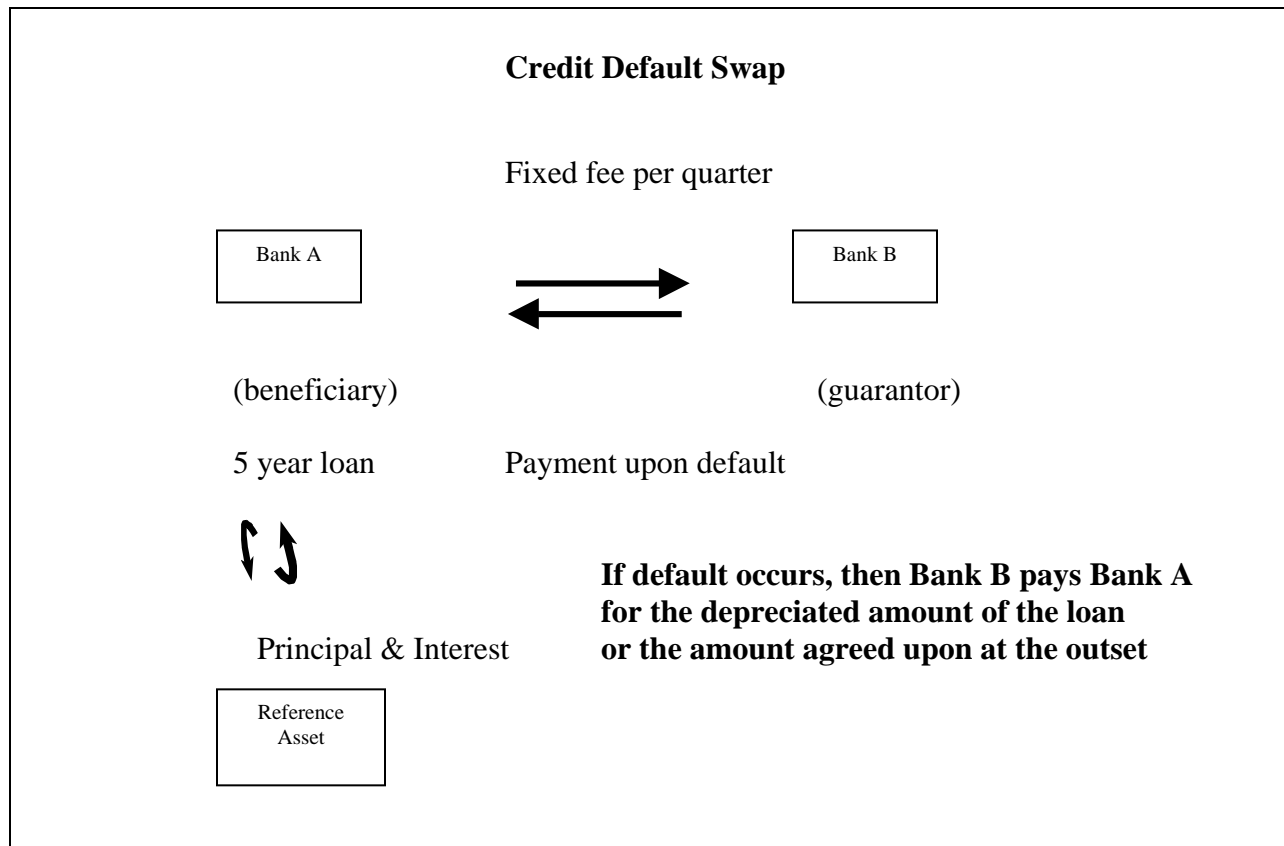 Credit Default Swap
Fixed fee per quarter
Bank A
Bank B
(beneficiary)
(guarantor)
5 year loan
Payment upon default
If default occurs, then Bank B pays Bank A
for the depreciated amount of the loan
or the amount agreed upon at the outset
Principal & Interest
Reference
Asset